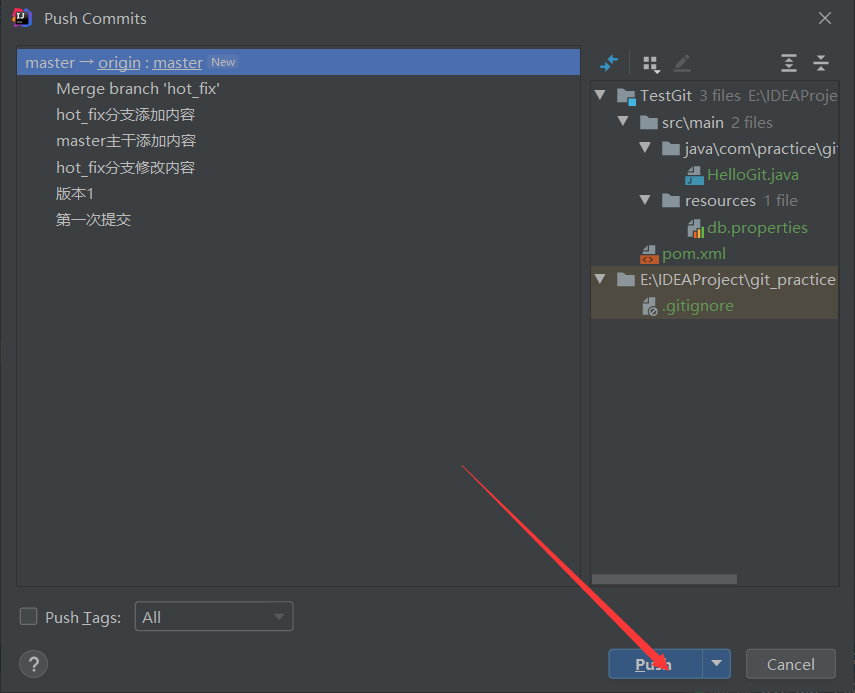 Push Commits
master → origin : master New
Merge branch 'hot_fix'
hot_fix分支添加内容
master主干添加内容
hot_fix分支修改内容
版本1
第一次提交
TestGit 3 files E:\IDEAProje
src\main 2 files
java\com\practice\git
HelloGit.java
resources 1 file
db.properties
pom.xml
E:\IDEAProject\git_practice
.gitignore
Push Tags: All
? Push Cancel